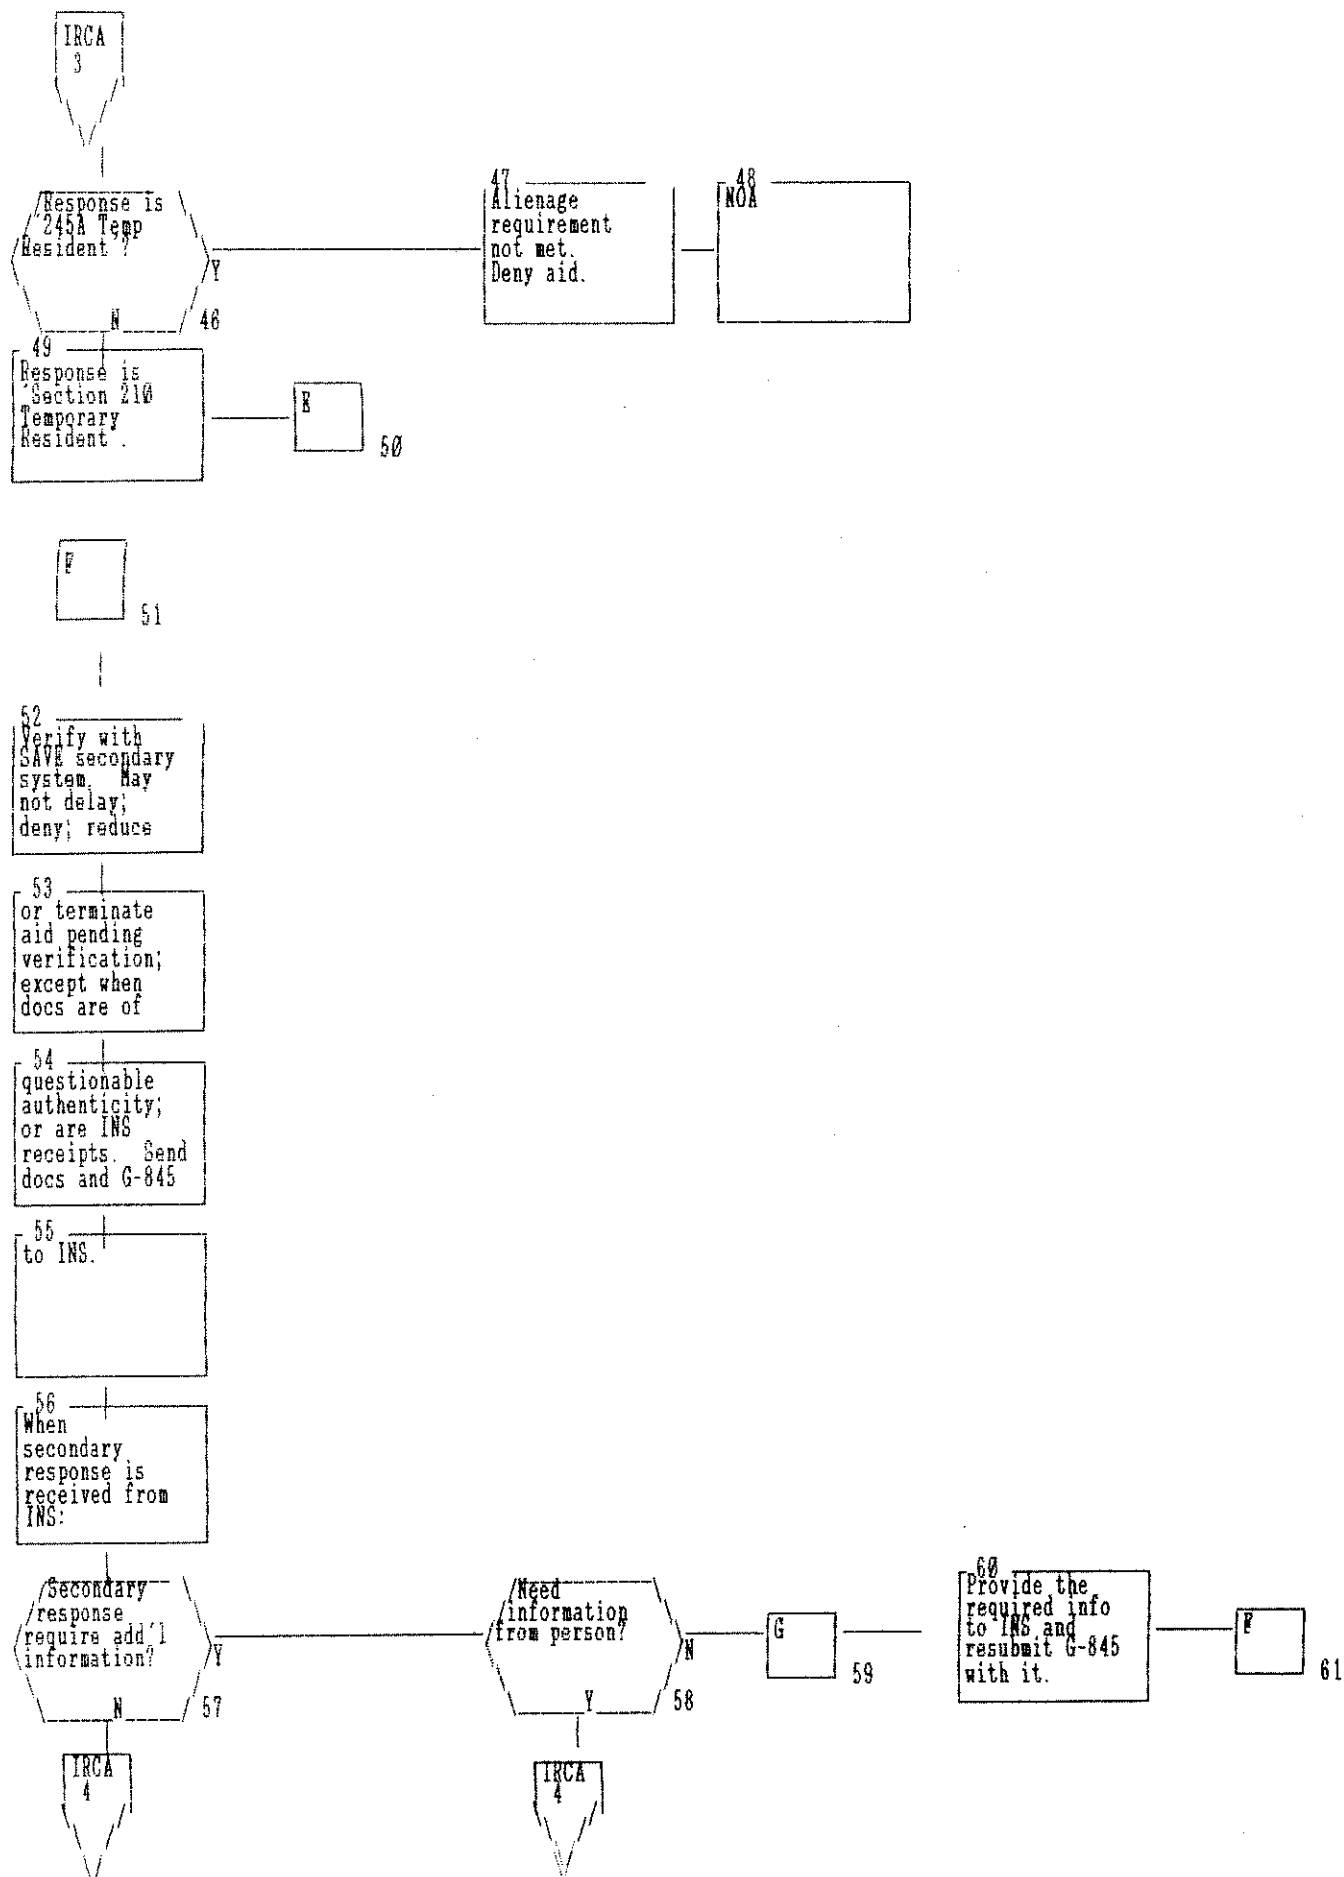 IRCA
3
Response is
'245A Temp
Resident'?
Y
N
46
47
Alienage
requirement
not met.
Deny aid.
48
NOA
49
Response is
'Section 210
Temporary
Resident'.
E
50
F
51
52
Verify with
SAVE secondary
system. May
not delay;
deny; reduce
53
or terminate
aid pending
verification;
except when
docs are of
54
questionable
authenticity;
or are INS
receipts. Send
docs and G-845
55
to INS.
56
When
secondary
response is
received from
INS:
Secondary
response
require add'l
information?
Y
N
57
Need
information
from person?
N
Y
58
G
59
60
Provide the
required info
to INS and
resubmit G-845
with it.
F
61
IRCA
4
IRCA
4